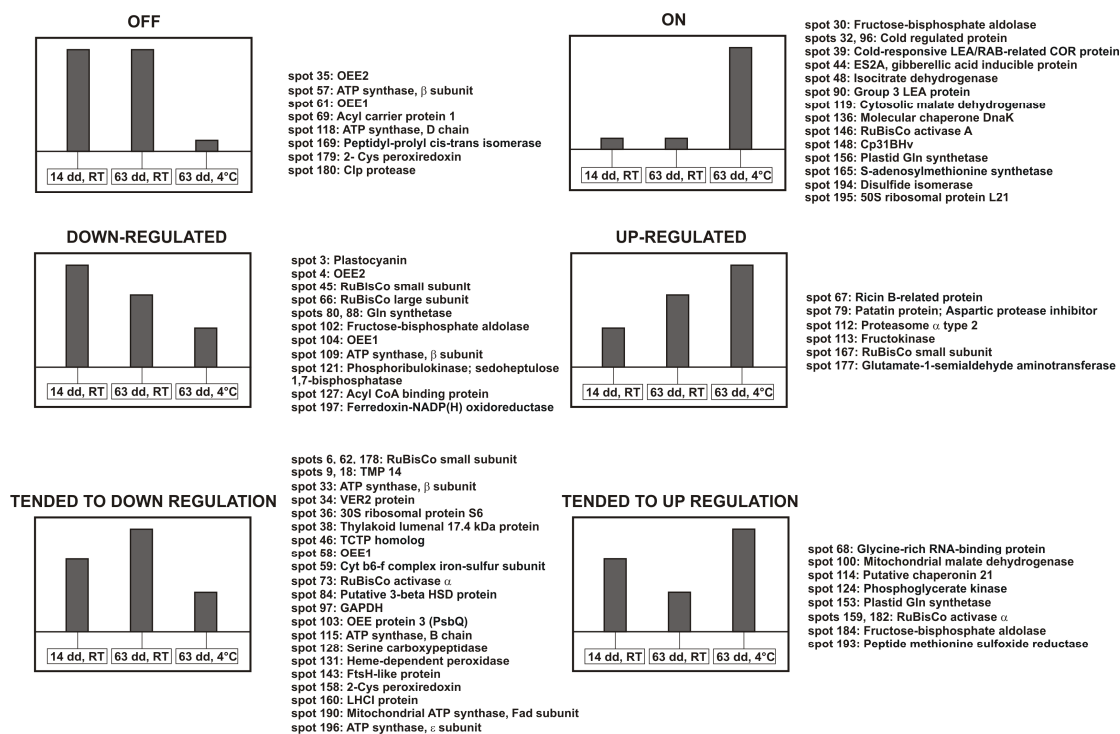 OFF
14 dd, RT 63 dd, RT 63 dd, 4°C
spot 35: OEE2
spot 57: ATP synthase, β subunit
spot 61: OEE1
spot 69: Acyl carrier protein 1
spot 118: ATP synthase, D chain
spot 169: Peptidyl-prolyl cis-trans isomerase
spot 179: 2- Cys peroxiredoxin
spot 180: Clp protease
ON
14 dd, RT 63 dd, RT 63 dd, 4°C
spot 30: Fructose-bisphosphate aldolase
spots 32, 96: Cold regulated protein
spot 39: Cold-responsive LEA/RAB-related COR protein
spot 44: ES2A, gibberellic acid inducible protein
spot 48: Isocitrate dehydrogenase
spot 90: Group 3 LEA protein
spot 119: Cytosolic malate dehydrogenase
spot 136: Molecular chaperone DnaK
spot 146: RuBisCo activase A
spot 148: Cp31BHv
spot 156: Plastid Gln synthetase
spot 165: S-adenosylmethionine synthetase
spot 194: Disulfide isomerase
spot 195: 50S ribosomal protein L21
DOWN-REGULATED
14 dd, RT 63 dd, RT 63 dd, 4°C
spot 3: Plastocyanin
spot 4: OEE2
spot 45: RuBisCo small subunit
spot 66: RuBisCo large subunit
spots 80, 88: Gln synthetase
spot 102: Fructose-bisphosphate aldolase
spot 104: OEE1
spot 109: ATP synthase, β subunit
spot 121: Phosphoribulokinase; sedoheptulose
1,7-bisphosphatase
spot 127: Acyl CoA binding protein
spot 197: Ferredoxin-NADP(H) oxidoreductase
UP-REGULATED
14 dd, RT 63 dd, RT 63 dd, 4°C
spot 67: Ricin B-related protein
spot 79: Patatin protein; Aspartic protease inhibitor
spot 112: Proteasome α type 2
spot 113: Fructokinase
spot 167: RuBisCo small subunit
spot 177: Glutamate-1-semialdehyde aminotransferase
TENDED TO DOWN REGULATION
14 dd, RT 63 dd, RT 63 dd, 4°C
spots 6, 62, 178: RuBisCo small subunit
spots 9, 18: TMP 14
spot 33: ATP synthase, β subunit
spot 34: VER2 protein
spot 36: 30S ribosomal protein S6
spot 38: Thylakoid lumenal 17.4 kDa protein
spot 46: TCTP homolog
spot 58: OEE1
spot 59: Cyt b6-f complex iron-sulfur subunit
spot 73: RuBisCo activase α
spot 84: Putative 3-beta HSD protein
spot 97: GAPDH
spot 103: OEE protein 3 (PsbQ)
spot 115: ATP synthase, B chain
spot 128: Serine carboxypeptidase
spot 131: Heme-dependent peroxidase
spot 143: FtsH-like protein
spot 158: 2-Cys peroxiredoxin
spot 160: LHCI protein
spot 190: Mitochondrial ATP synthase, Fad subunit
spot 196: ATP synthase, ε subunit
TENDED TO UP REGULATION
14 dd, RT 63 dd, RT 63 dd, 4°C
spot 68: Glycine-rich RNA-binding protein
spot 100: Mitochondrial malate dehydrogenase
spot 114: Putative chaperonin 21
spot 124: Phosphoglycerate kinase
spot 153: Plastid Gln synthetase
spots 159, 182: RuBisCo activase α
spot 184: Fructose-bisphosphate aldolase
spot 193: Peptide methionine sulfoxide reductase